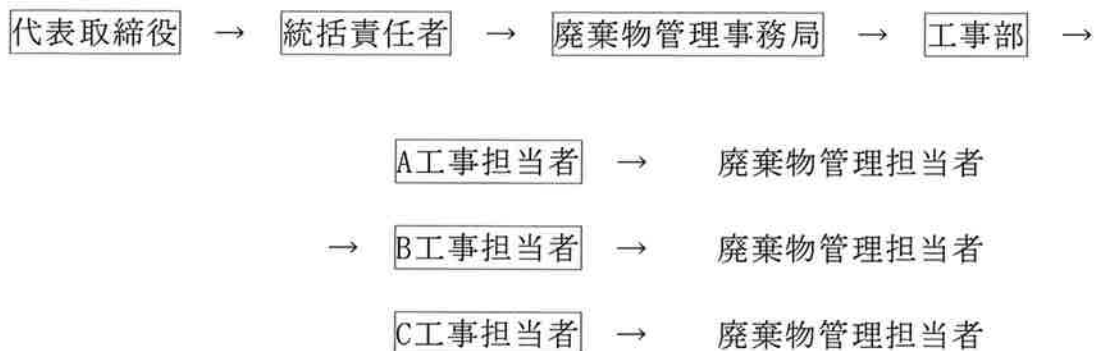 代表取締役 → 統括責任者 → 廃棄物管理事務局 → 工事部 →
A工事担当者 → 廃棄物管理担当者
→ B工事担当者 → 廃棄物管理担当者
C工事担当者 → 廃棄物管理担当者